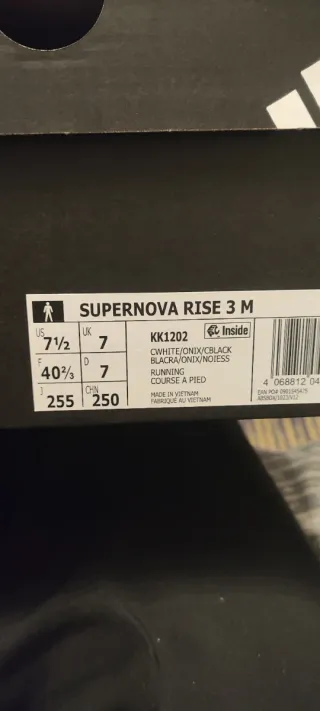 SUPERNOVA RISE 3 M
US 7½ UK 7
F 40⅔ D 7
J 255 CHN 250
KK1202
Inside
CWHITE/ONIX/CBLACK
BLACRA/ONIX/NOIESS
RUNNING
COURSE A PIED
MADE IN VIETNAM
FABRIQUÉ AU VIETNAM
4 068812 04